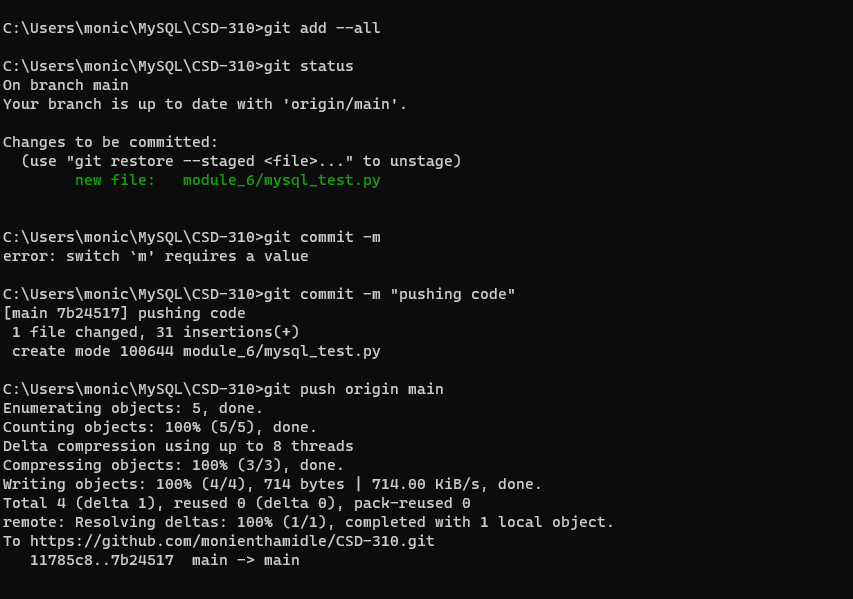 C:\Users\monic\MySQL\CSD-310>git add --all
C:\Users\monic\MySQL\CSD-310>git status
On branch main
Your branch is up to date with 'origin/main'.
Changes to be committed:
  (use "git restore --staged <file>..." to unstage)
        new file:   module_6/mysql_test.py
C:\Users\monic\MySQL\CSD-310>git commit -m
error: switch `m' requires a value
C:\Users\monic\MySQL\CSD-310>git commit -m "pushing code"
[main 7b24517] pushing code
 1 file changed, 31 insertions(+)
 create mode 100644 module_6/mysql_test.py
C:\Users\monic\MySQL\CSD-310>git push origin main
Enumerating objects: 5, done.
Counting objects: 100% (5/5), done.
Delta compression using up to 8 threads
Compressing objects: 100% (3/3), done.
Writing objects: 100% (4/4), 714 bytes | 714.00 KiB/s, done.
Total 4 (delta 1), reused 0 (delta 0), pack-reused 0
remote: Resolving deltas: 100% (1/1), completed with 1 local object.
To https://github.com/monienthamidle/CSD-310.git
   11785c8..7b24517  main -> main